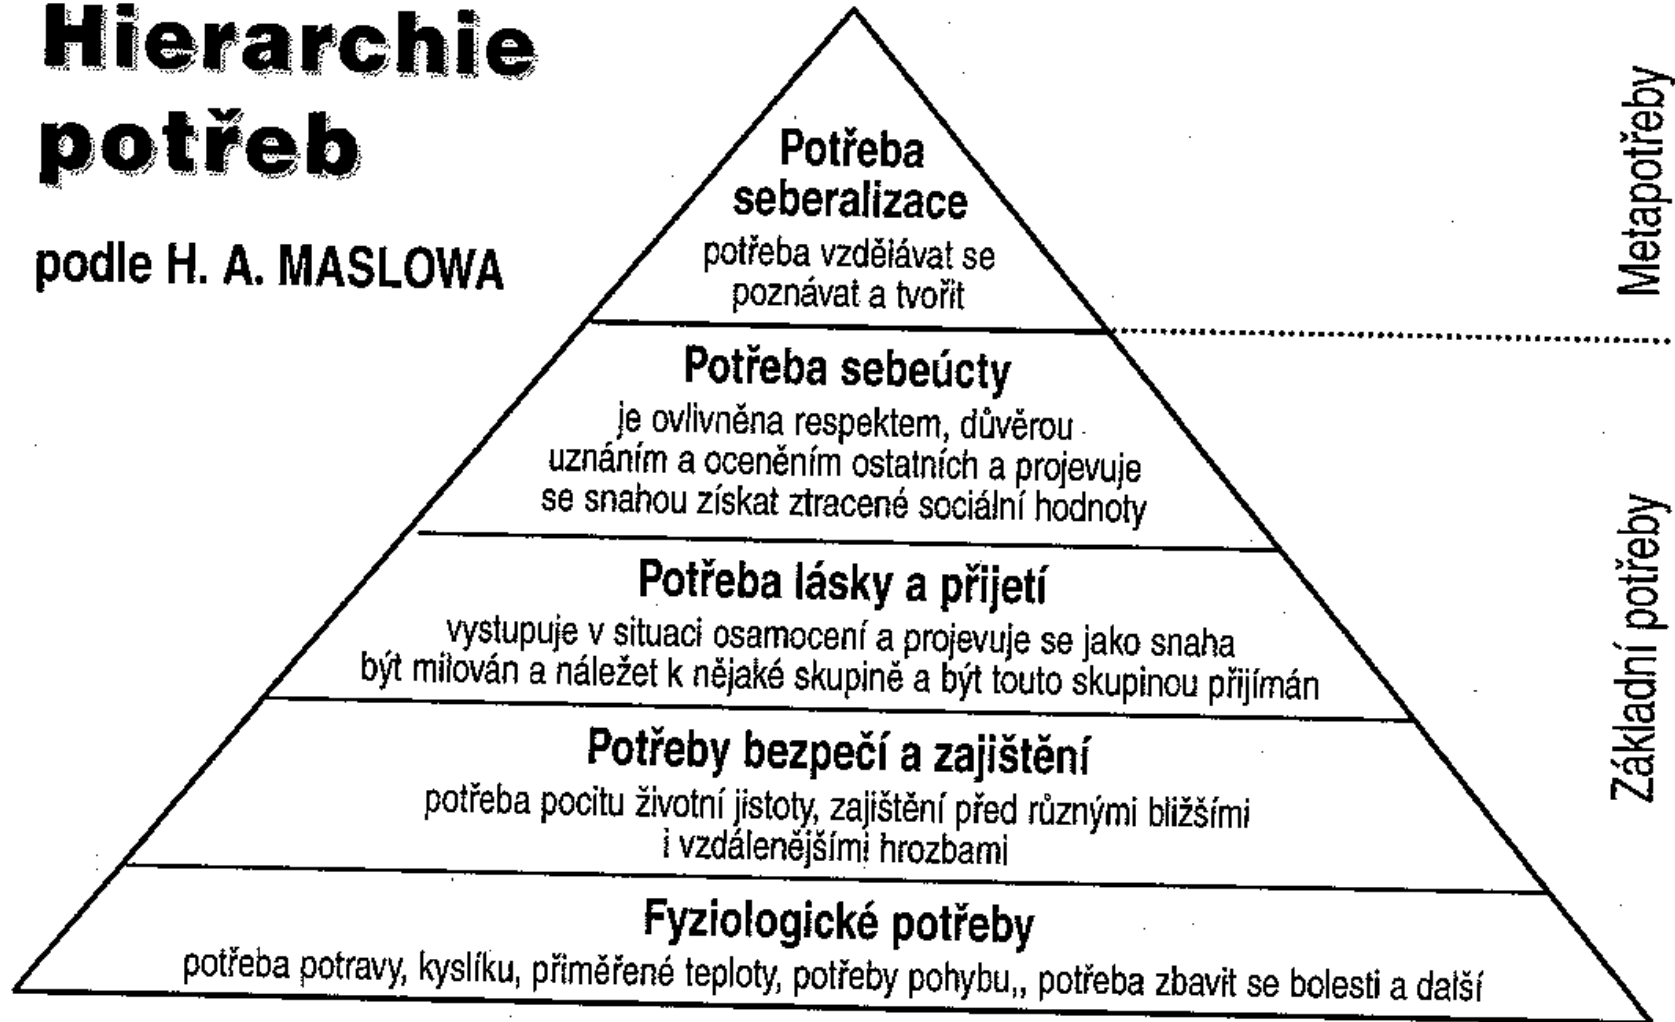 Hierarchie
potřeb
podle H. A. MASLOWA
Potřeba
seberalizace
potřeba vzdělávat se
poznávat a tvořit
Metapotřeby
Potřeba sebeúcty
je ovlivněna respektem, důvěrou
uznáním a oceněním ostatních a projevuje
se snahou získat ztracené sociální hodnoty
Potřeba lásky a přijetí
vystupuje v situaci osamocení a projevuje se jako snaha
být milován a náležet k nějaké skupině a být touto skupinou přijímán
Potřeby bezpečí a zajištění
potřeba pocitu životní jistoty, zajištění před různými bližšími
i vzdálenějšími hrozbami
Fyziologické potřeby
potřeba potravy, kyslíku, přiměřené teploty, potřeby pohybu,, potřeba zbavit se bolesti a další
Základní potřeby